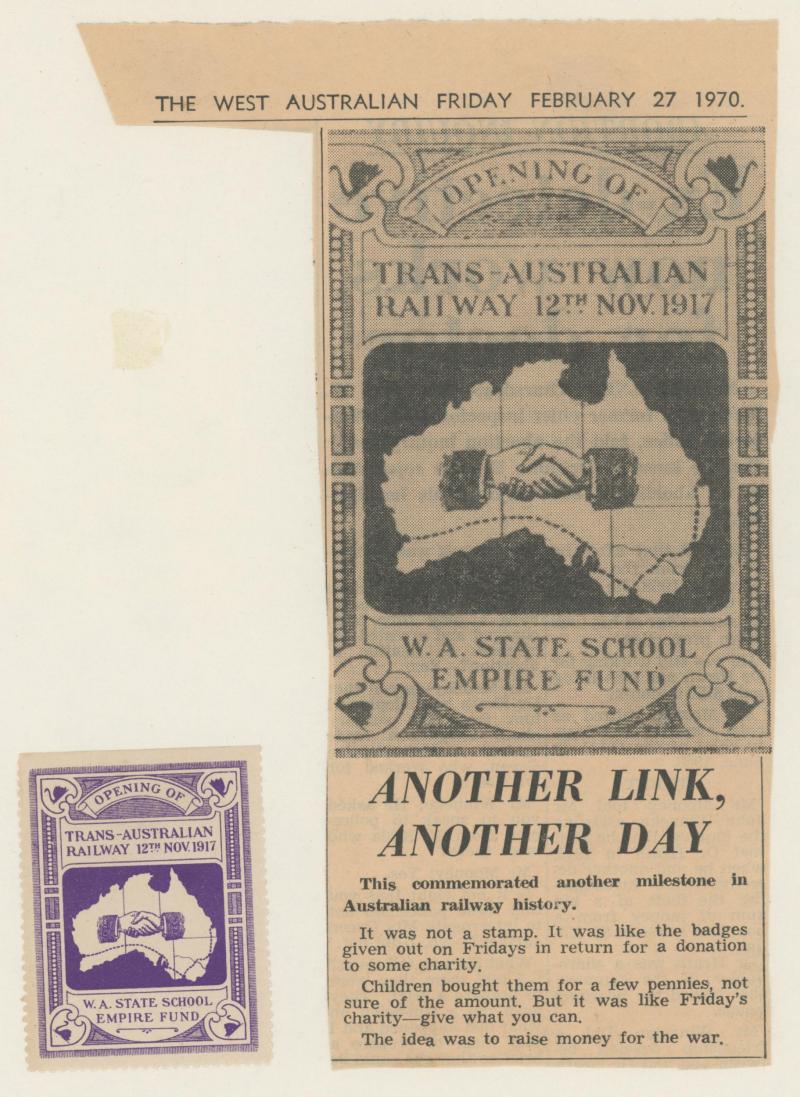 THE WEST AUSTRALIAN FRIDAY FEBRUARY 27 1970.
OPENING OF
TRANS-AUSTRALIAN
RAILWAY 12TH NOV. 1917
W. A. STATE SCHOOL
EMPIRE FUND
ANOTHER LINK,
ANOTHER DAY
This commemorated another milestone in
Australian railway history.
It was not a stamp. It was like the badges
given out on Fridays in return for a donation
to some charity.
Children bought them for a few pennies, not
sure of the amount. But it was like Friday's
charity—give what you can.
The idea was to raise money for the war.
OPENING OF
TRANS-AUSTRALIAN
RAILWAY 12TH NOV. 1917
W. A. STATE SCHOOL
EMPIRE FUND